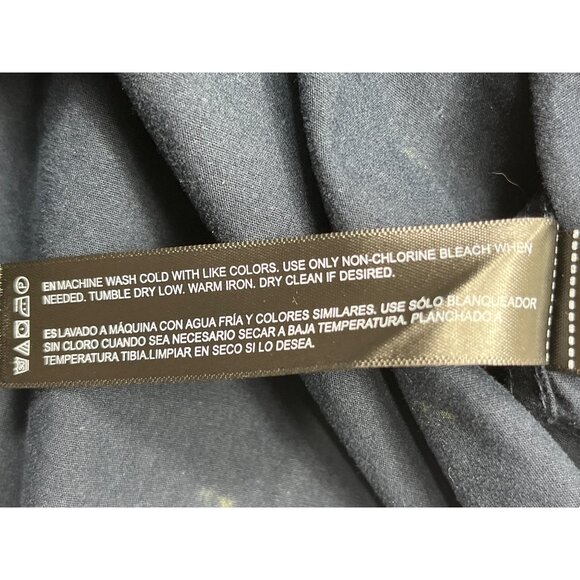 EN MACHINE WASH COLD WITH LIKE COLORS. USE ONLY NON-CHLORINE BLEACH WHEN
NEEDED. TUMBLE DRY LOW. WARM IRON. DRY CLEAN IF DESIRED.
ES LAVADO A MÁQUINA CON AGUA FRÍA Y COLORES SIMILARES. USE SÓLO BLANQUEADOR
SIN CLORO CUANDO SEA NECESARIO SECAR A BAJA TEMPERATURA. PLANCHADO A
TEMPERATURA TIBIA.LIMPIAR EN SECO SI LO DESEA.
P